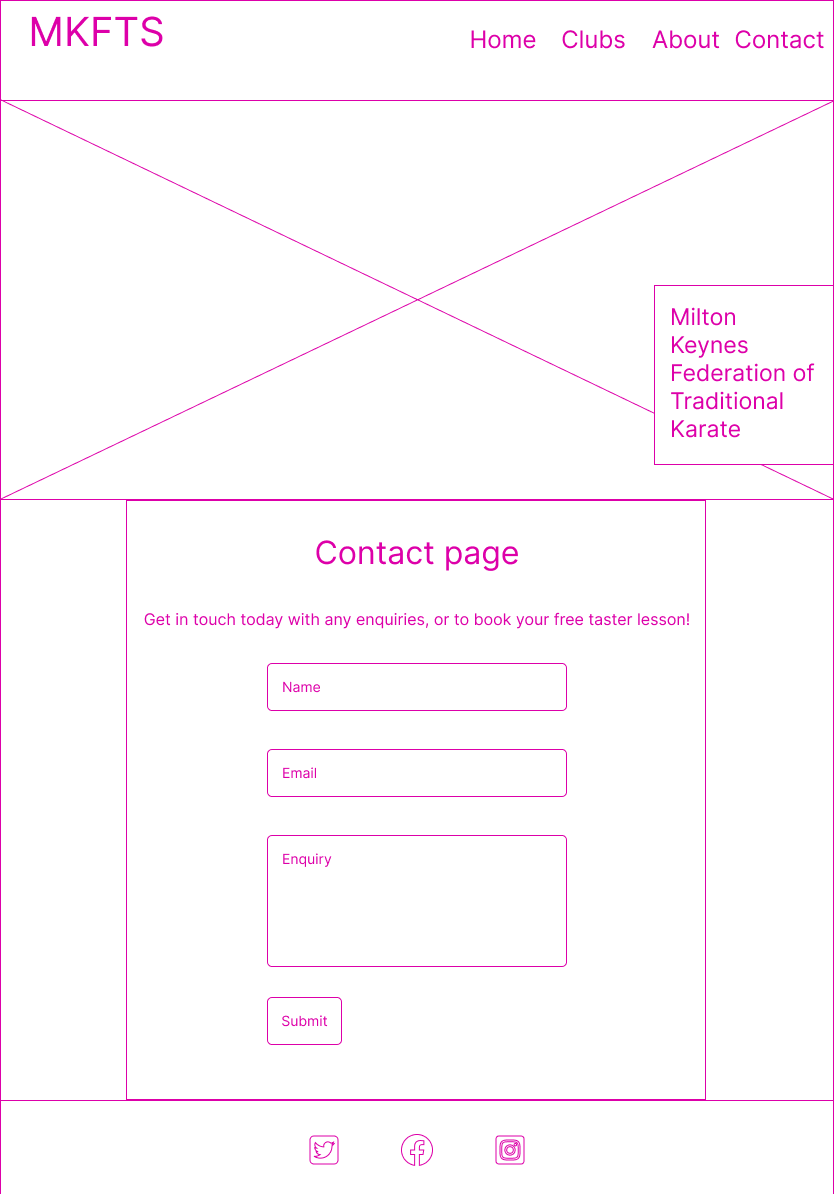 MKFTS
Home Clubs About Contact
Milton
Keynes
Federation of
Traditional
Karate
Contact page
Get in touch today with any enquiries, or to book your free taster lesson!
Name
Email
Enquiry
Submit